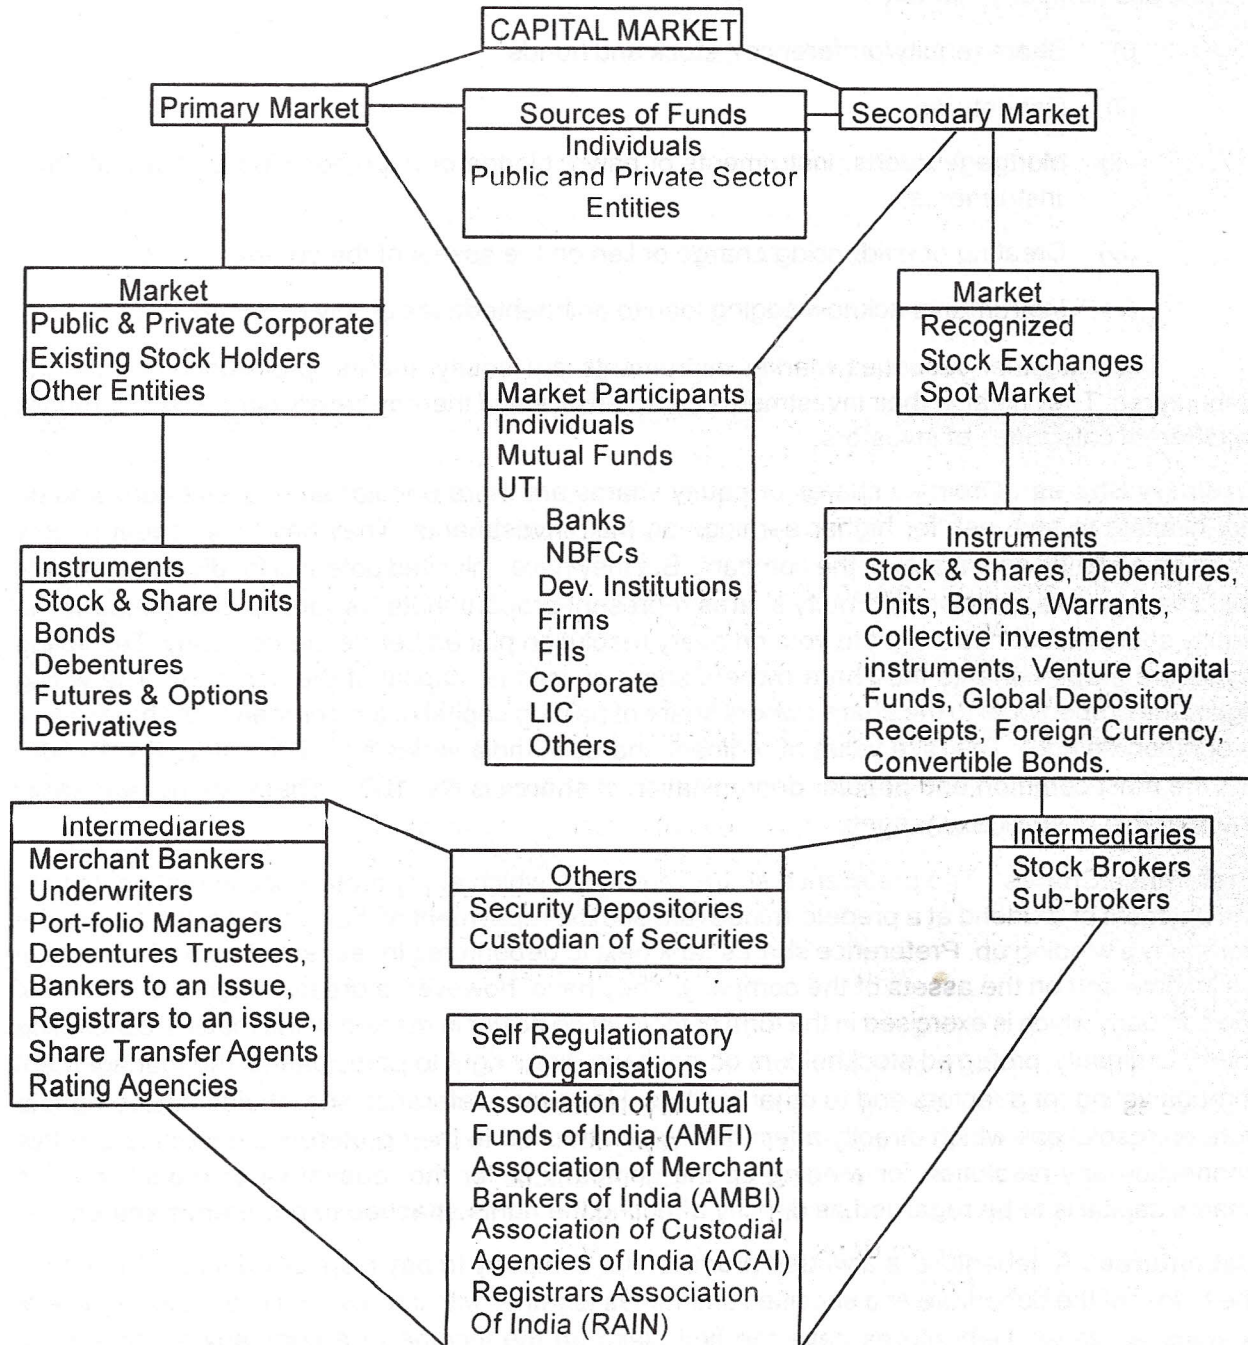 CAPITAL MARKET
Primary Market
Sources of Funds
Individuals
Public and Private Sector
Entities
Secondary Market
Market
Public & Private Corporate
Existing Stock Holders
Other Entities
Market Participants
Individuals
Mutual Funds
UTI
Banks
NBFCs
Dev. Institutions
Firms
FIIs
Corporate
LIC
Others
Market
Recognized
Stock Exchanges
Spot Market
Instruments
Stock & Share Units
Bonds
Debentures
Futures & Options
Derivatives
Instruments
Stock & Shares, Debentures,
Units, Bonds, Warrants,
Collective investment
instruments, Venture Capital
Funds, Global Depository
Receipts, Foreign Currency,
Convertible Bonds.
Intermediaries
Merchant Bankers
Underwriters
Port-folio Managers
Debentures Trustees,
Bankers to an Issue,
Registrars to an issue,
Share Transfer Agents
Rating Agencies
Others
Security Depositories
Custodian of Securities
Intermediaries
Stock Brokers
Sub-brokers
Self Regulationatory
Organisations
Association of Mutual
Funds of India (AMFI)
Association of Merchant
Bankers of India (AMBI)
Association of Custodial
Agencies of India (ACAI)
Registrars Association
Of India (RAIN)